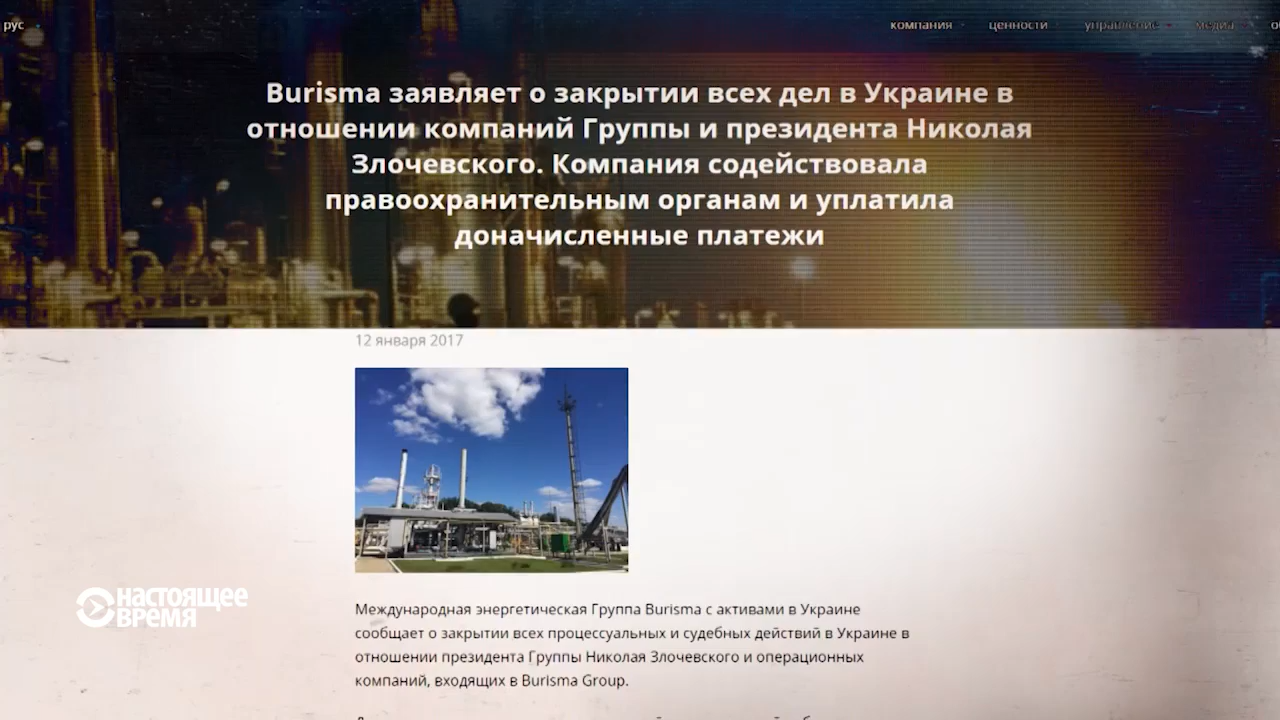 рус
компания ценности управление медиа
Burisma заявляет о закрытии всех дел в Украине в
отношении компаний Группы и президента Николая
Злочевского. Компания содействовала
правоохранительным органам и уплатила
доначисленные платежи
12 января 2017
Международная энергетическая Группа Burisma с активами в Украине
сообщает о закрытии всех процессуальных и судебных действий в Украине в
отношении президента Группы Николая Злочевского и операционных
компаний, входящих в Burisma Group.
НАСТОЯЩЕЕ
ВРЕМЯ